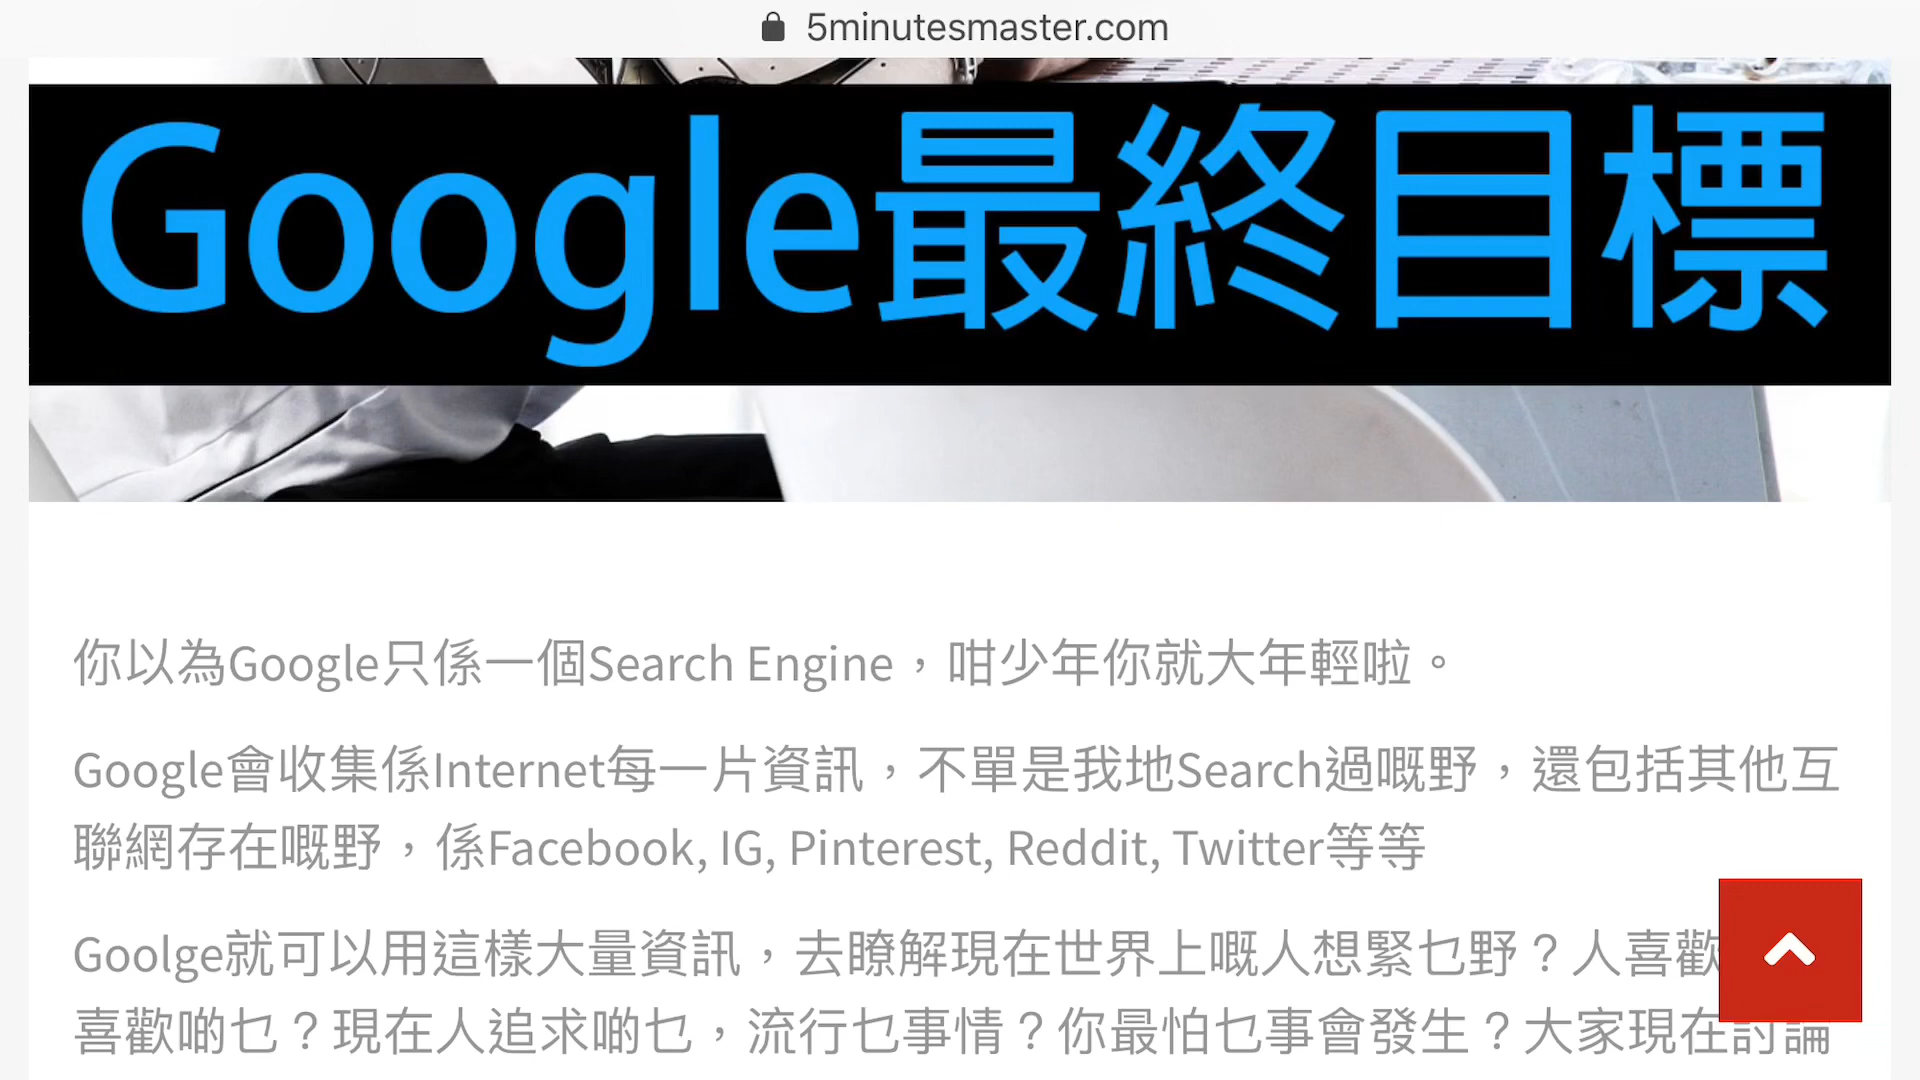 5minutesmaster.com
Google最終目標
你以為Google只係一個Search Engine，咁少年你就大年輕啦。
Google會收集係Internet每一片資訊，不單是我地Search過嘅野，還包括其他互
聯網存在嘅野，係Facebook, IG, Pinterest, Reddit, Twitter等等
Goolge就可以用這樣大量資訊，去瞭解現在世界上嘅人想緊乜野？人喜歡
喜歡啲乜？現在人追求啲乜，流行乜事情？你最怕乜事會發生？大家現在討論